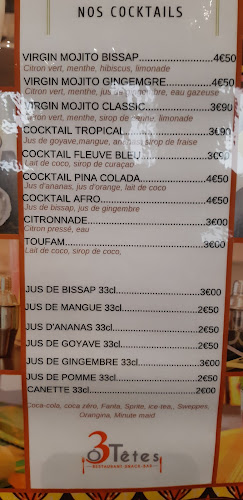 NOS COCKTAILS
VIRGIN MOJITO BISSAP..................4€50
Citron vert, menthe, hibiscus, limonade
VIRGIN MOJITO GINGEMGRE............4€50
Citron vert, menthe, jus de gingembre, eau gazeuse
VIRGIN MOJITO CLASSIC................3€90
Citron vert, menthe, sirop de canne, limonade
COCKTAIL TROPICAL.....................3€90
Jus de goyave,mangue, ananas, sirop de fraise
COCKTAIL FLEUVE BLEU................3€90
Lait de coco, sirop de curaçao
COCKTAIL PINA COLADA................4€50
Jus d'ananas, jus d'orange, lait de coco
COCKTAIL AFRO..........................4€50
Jus de bissap, jus de gingembre
CITRONNADE..............................3€00
Citron pressé, eau
TOUFAM....................................3€00
Lait de coco, sirop de coco,
JUS DE BISSAP 33cl.....................3€00
JUS DE MANGUE 33cl...................2€50
JUS D'ANANAS 33cl.....................2€50
JUS DE GOYAVE 33cl...................2€50
JUS DE GINGEMBRE 33cl..............3€00
JUS DE POMME 33cl....................2€50
CANETTE 33cl............................2€00
Coca-cola, coca zéro, Fanta, Sprite, ice-tea,, Sweppes,
Orangina, Minute maid
3 Têtes
RESTAURANT SNACK-BAR